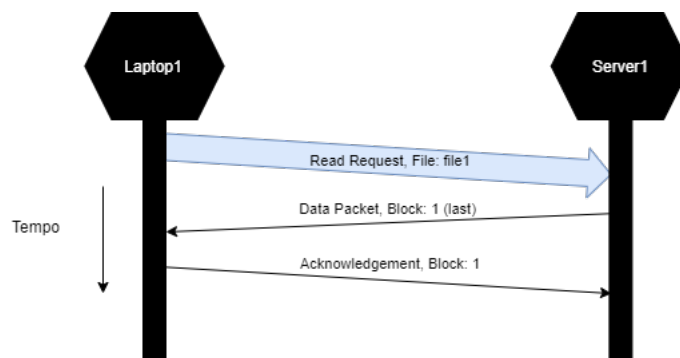 Laptop1
Server1
Read Request, File: file1
Data Packet, Block: 1 (last)
Tempo
Acknowledgement, Block: 1